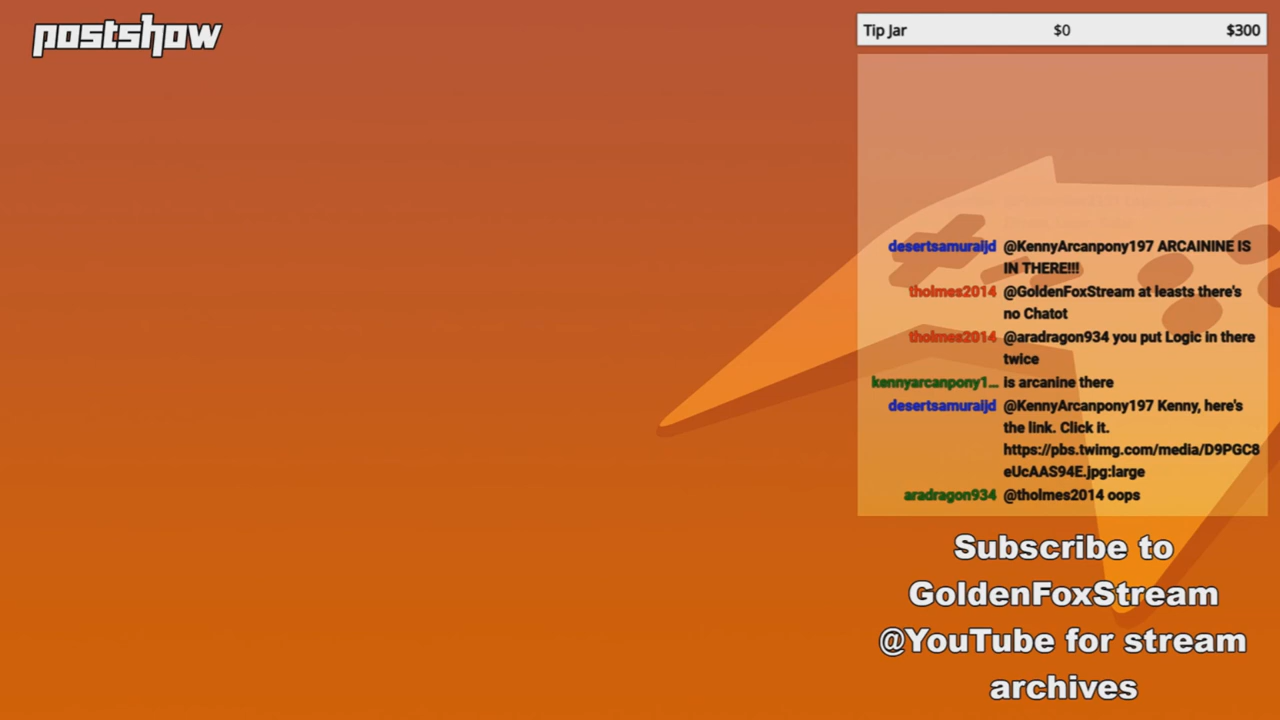 postshow
Tip Jar $0 $300
desertsamuraijd @KennyArcanpony197 ARCAININE IS
IN THERE!!!
tholmes2014 @GoldenFoxStream at leasts there's
no Chatot
tholmes2014 @aradragon934 you put Logic in there
twice
kennyarcanpony1... is arcanine there
desertsamuraijd @KennyArcanpony197 Kenny, here's
the link. Click it.
https://pbs.twimg.com/media/D9PGC8
eUcAAS94E.jpg:large
aradragon934 @tholmes2014 oops
Subscribe to
GoldenFoxStream
@YouTube for stream
archives